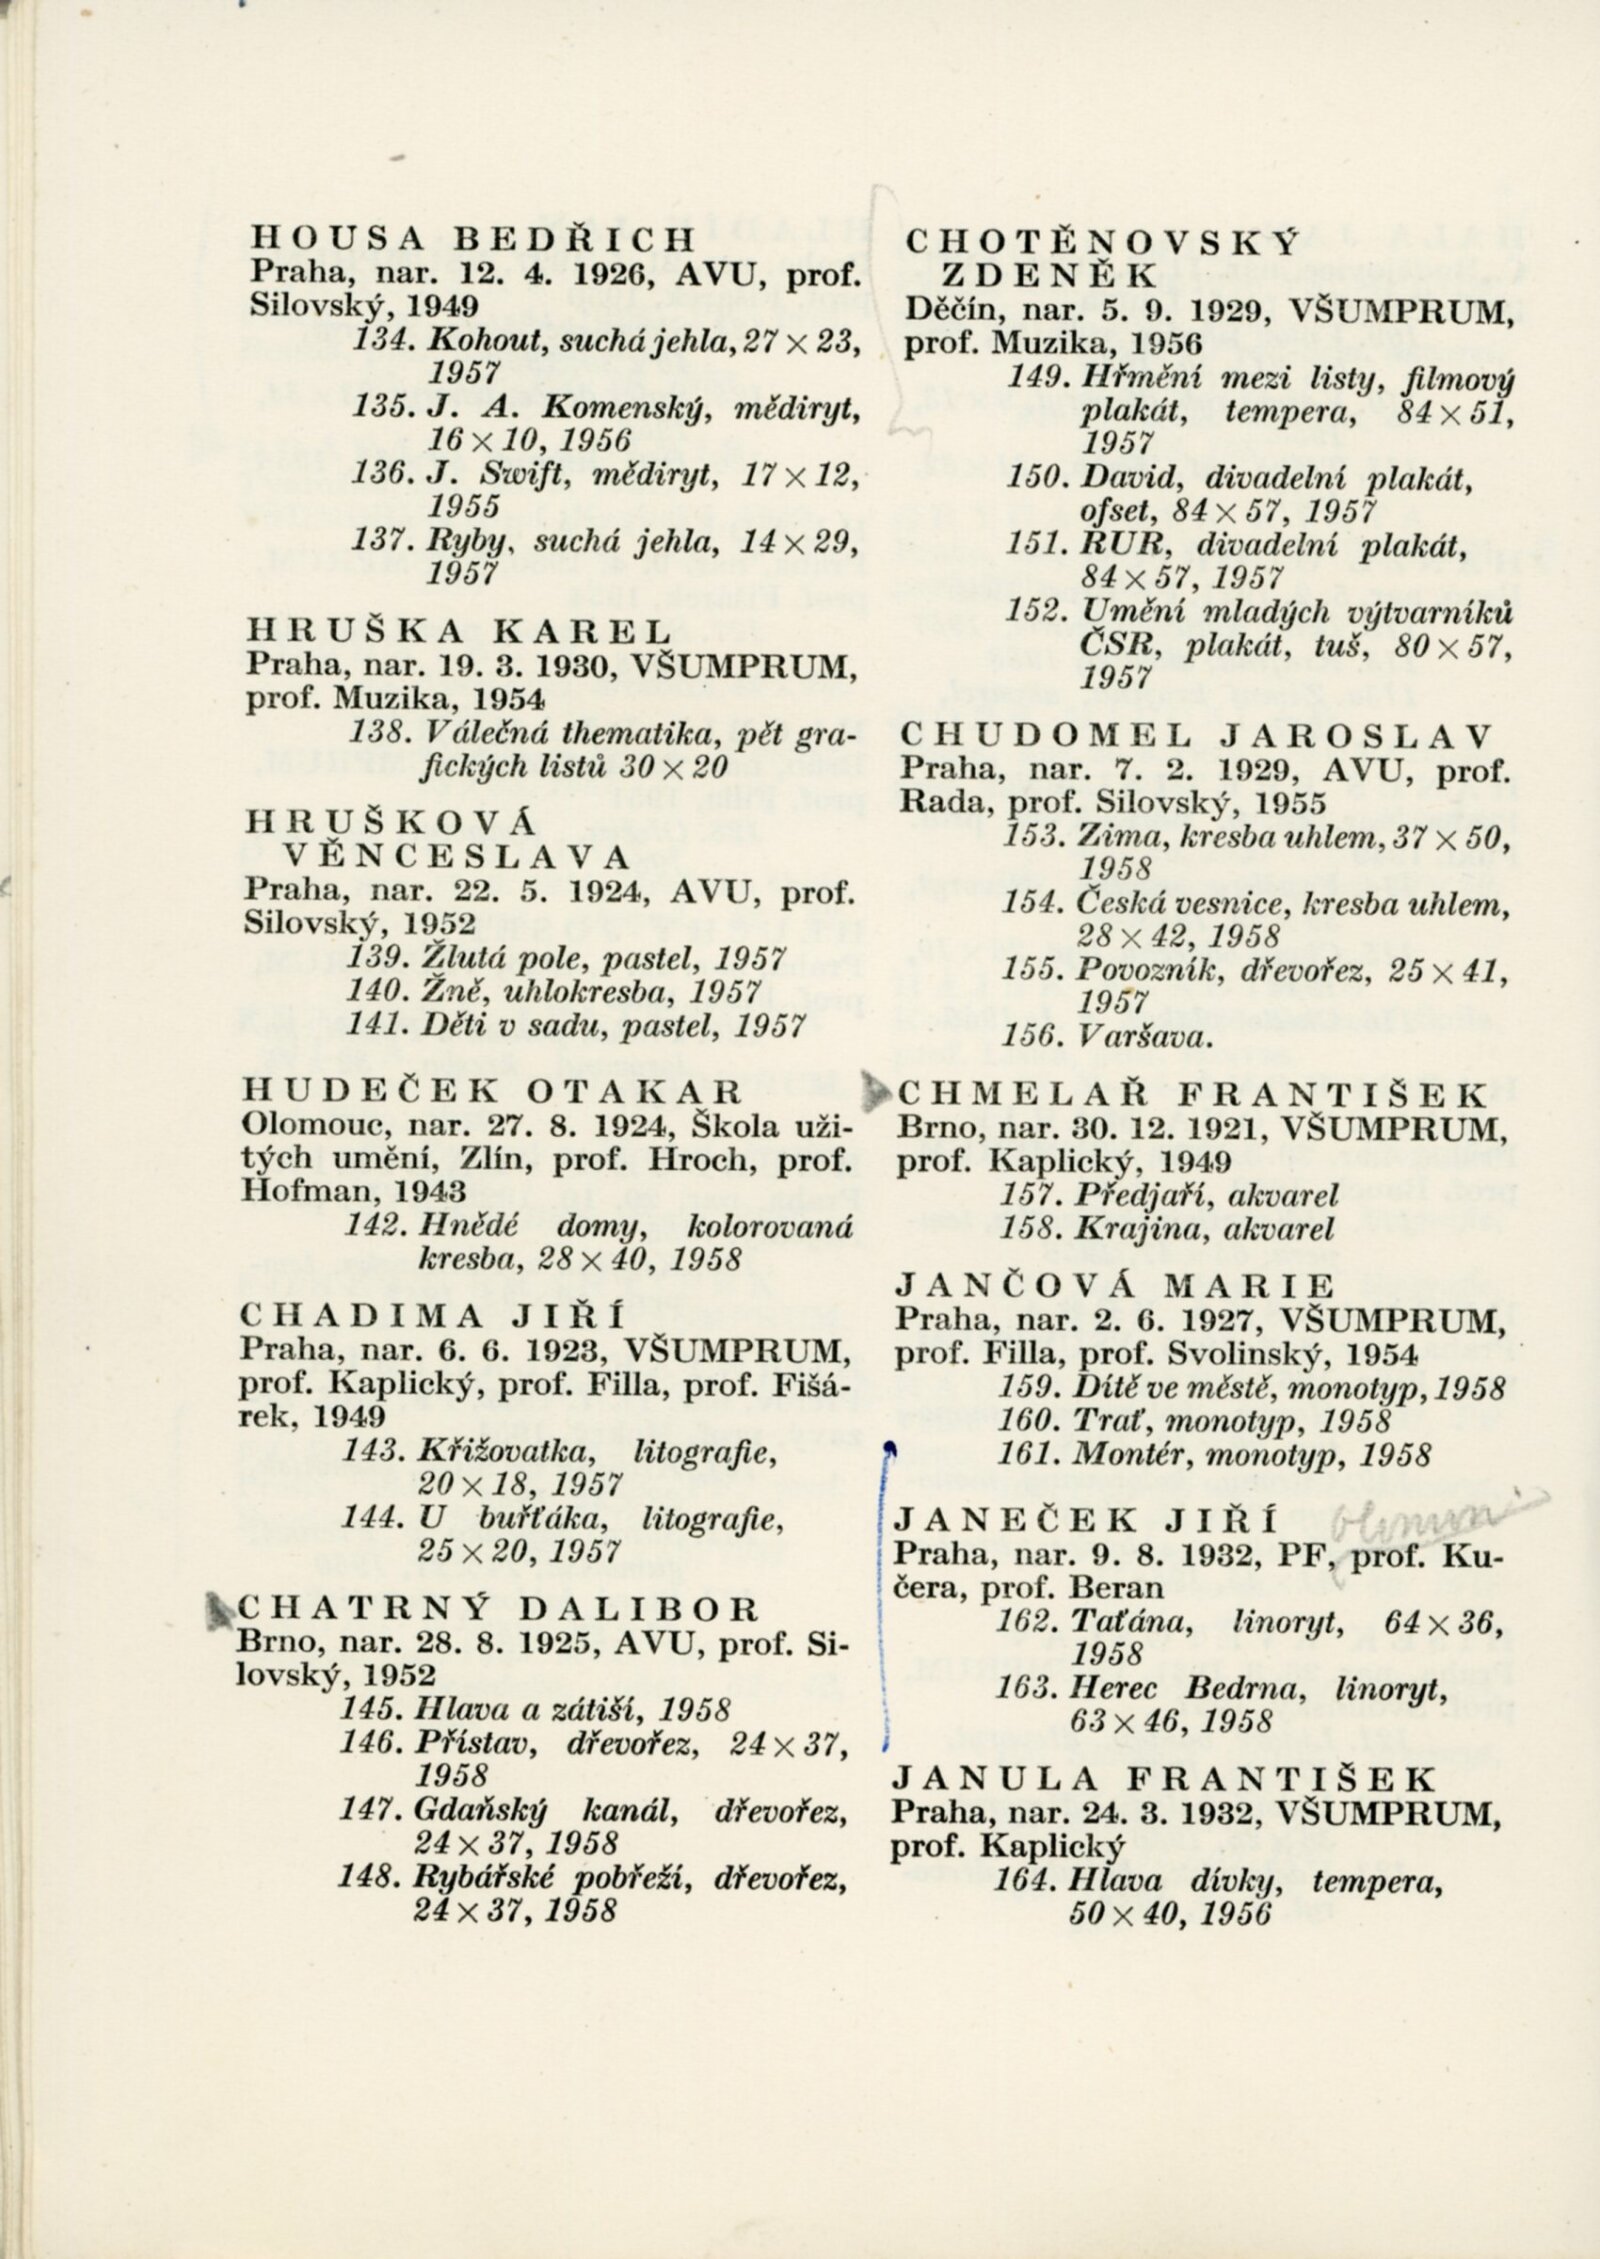 HOUSA BEDŘICH
Praha, nar. 12. 4. 1926, AVU, prof.
Silovský, 1949
134. Kohout, suchá jehla, 27 × 23,
1957
135. J. A. Komenský, mědiryt,
16 × 10, 1956
136. J. Swift, mědiryt, 17 × 12,
1955
137. Ryby, suchá jehla, 14 × 29,
1957
HRUŠKA KAREL
Praha, nar. 19. 3. 1930, VŠUMPRUM,
prof. Muzika, 1954
138. Válečná thematika, pět gra-
fických listů 30 × 20
HRUŠKOVÁ
VĚNCESLAVA
Praha, nar. 22. 5. 1924, AVU, prof.
Silovský, 1952
139. Žlutá pole, pastel, 1957
140. Žně, uhlokresba, 1957
141. Děti v sadu, pastel, 1957
HUDEČEK OTAKAR
Olomouc, nar. 27. 8. 1924, Škola uži-
tých umění, Zlín, prof. Hroch, prof.
Hofman, 1943
142. Hnědé domy, kolorovaná
kresba, 28 × 40, 1958
CHADIMA JIŘÍ
Praha, nar. 6. 6. 1923, VŠUMPRUM,
prof. Kaplický, prof. Filla, prof. Fišá-
rek, 1949
143. Křižovatka, litografie,
20 × 18, 1957
144. U buřťáka, litografie,
25 × 20, 1957
CHATRNÝ DALIBOR
Brno, nar. 28. 8. 1925, AVU, prof. Si-
lovský, 1952
145. Hlava a zátiší, 1958
146. Přístav, dřevořez, 24 × 37,
1958
147. Gdaňský kanál, dřevořez,
24 × 37, 1958
148. Rybářské pobřeží, dřevořez,
24 × 37, 1958
CHOTĚNOVSKÝ
ZDENĚK
Děčín, nar. 5. 9. 1929, VŠUMPRUM,
prof. Muzika, 1956
149. Hřmění mezi listy, filmový
plakát, tempera, 84 × 51,
1957
150. David, divadelní plakát,
ofset, 84 × 57, 1957
151. RUR, divadelní plakát,
84 × 57, 1957
152. Umění mladých výtvarníků
ČSR, plakát, tuš, 80 × 57,
1957
CHUDOMEL JAROSLAV
Praha, nar. 7. 2. 1929, AVU, prof.
Rada, prof. Silovský, 1955
153. Zima, kresba uhlem, 37 × 50,
1958
154. Česká vesnice, kresba uhlem,
28 × 42, 1958
155. Povozník, dřevořez, 25 × 41,
1957
156. Varšava.
CHMELAŘ FRANTIŠEK
Brno, nar. 30. 12. 1921, VŠUMPRUM,
prof. Kaplický, 1949
157. Předjaří, akvarel
158. Krajina, akvarel
JANČOVÁ MARIE
Praha, nar. 2. 6. 1927, VŠUMPRUM,
prof. Filla, prof. Svolinský, 1954
159. Dítě ve městě, monotyp, 1958
160. Trať, monotyp, 1958
161. Montér, monotyp, 1958
JANEČEK JIŘÍ
Praha, nar. 9. 8. 1932, PF, prof. Ku-
čera, prof. Beran
162. Taťána, linoryt, 64 × 36,
1958
163. Herec Bedrna, linoryt,
63 × 46, 1958
JANULA FRANTIŠEK
Praha, nar. 24. 3. 1932, VŠUMPRUM,
prof. Kaplický
164. Hlava dívky, tempera,
50 × 40, 1956